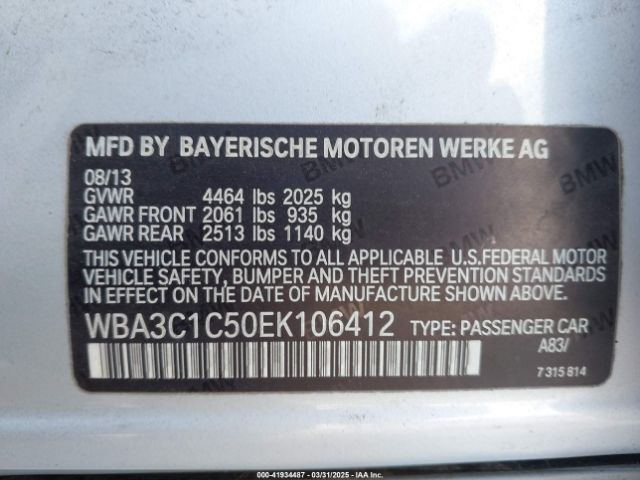 MFD BY BAYERISCHE MOTOREN WERKE AG
08/13
GVWR 4464 lbs 2025 kg
GAWR FRONT 2061 lbs 935 kg
GAWR REAR 2513 lbs 1140 kg
THIS VEHICLE CONFORMS TO ALL APPLICABLE U.S.FEDERAL MOTOR
VEHICLE SAFETY, BUMPER AND THEFT PREVENTION STANDARDS
IN EFFECT ON THE DATE OF MANUFACTURE SHOWN ABOVE.
WBA3C1C50EK106412 TYPE: PASSENGER CAR
A83/
7 315 814
000-41934487 - 03/31/2025 - IAA Inc.